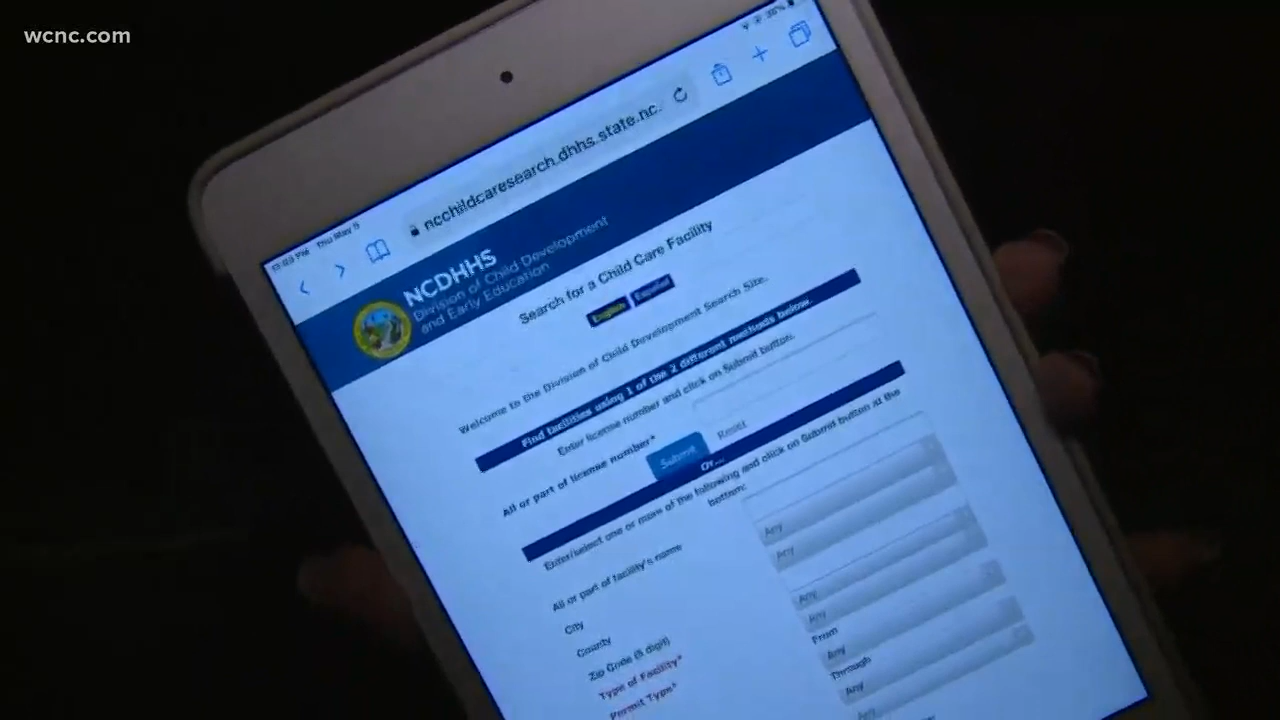 wcnc.com
Thu May 5
ncchildcaresearch.dhhs.state.nc.
NCDHHS
Division of Child Development
and Early Education
Search for a Child Care Facility
English Español
Welcome to the Division of Child Development Search Site.
Find facilities using 1 of the 2 different methods below.
Enter license number and click on Submit button.
All or part of license number*
Submit Reset
Or...
Enter/select one or more of the following and click on Submit button at the
bottom:
All or part of facility's name
City
Any
County
Any
Zip Code (5 digit)
Type of Facility*
Any
Permit Type*
Any
From
Any
Through
Any
Any